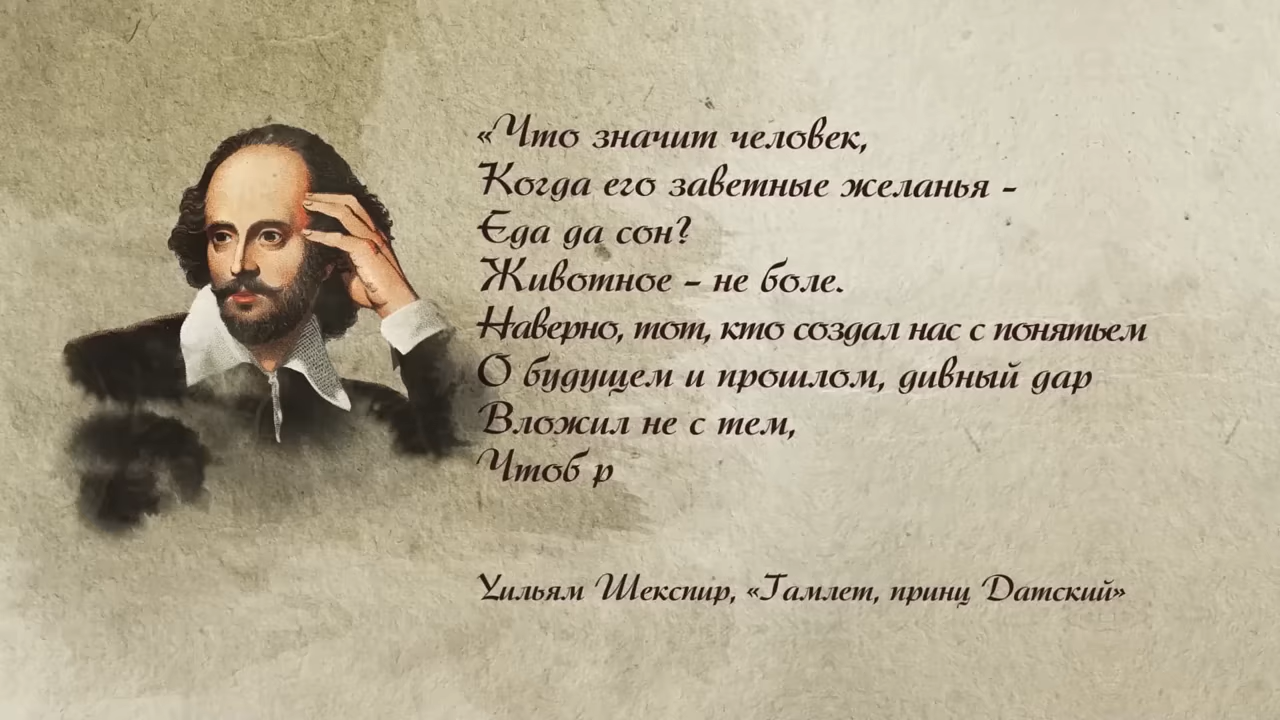 «Что значит человек,
Когда его заветные желанья –
Еда да сон?
Животное – не боле.
Наверно, тот, кто создал нас с понятьем
О будущем и прошлом, дивный дар
Вложил не с тем,
Чтоб р
Уильям Шекспир, «Гамлет, принц Датский»